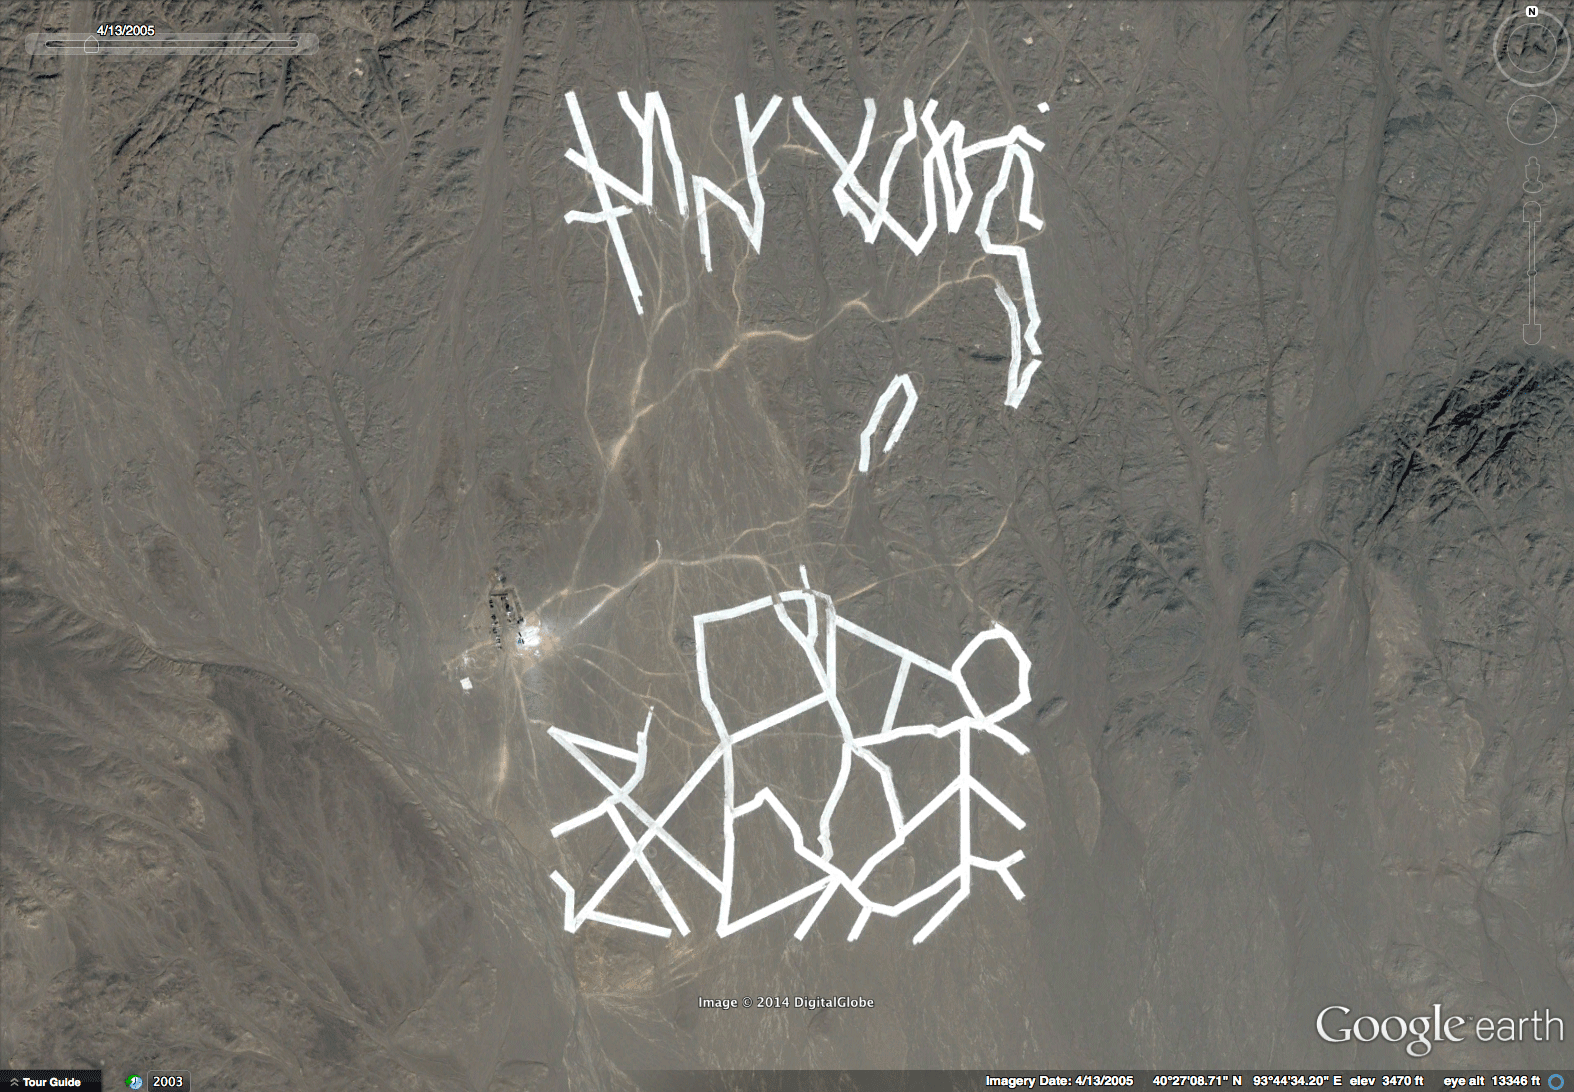 N
4/13/2005
Image © 2014 DigitalGlobe
Google earth
Tour Guide
2003
Imagery Date: 4/13/2005 40°27'08.71" N 93°44'34.20" E elev 3470 ft eye alt 13346 ft